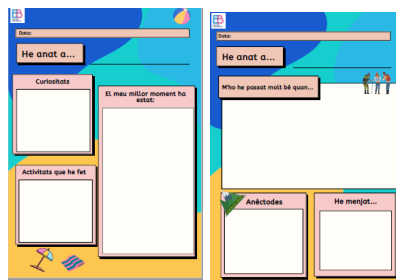 Data:
He anat a...
Curiositats
El meu millor moment ha
estat:
Activitats que he fet
Data:
He anat a...
M'ho he passat molt bé quan...
Anèctodes
He menjat...